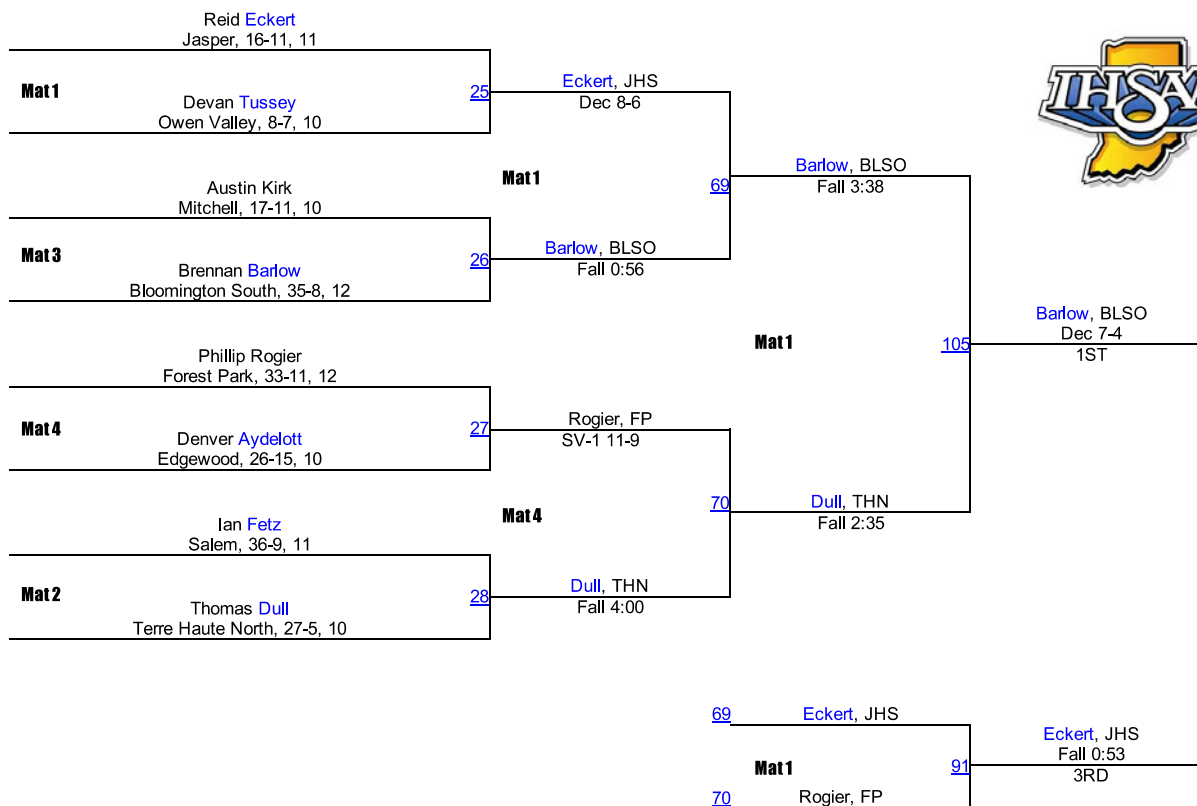 Reid Eckert
Jasper, 16-11, 11
Mat 1
25
Devan Tussey
Owen Valley, 8-7, 10
Eckert, JHS
Dec 8-6
Mat 1
69
Austin Kirk
Mitchell, 17-11, 10
Mat 3
26
Brennan Barlow
Bloomington South, 35-8, 12
Barlow, BLSO
Fall 0:56
Barlow, BLSO
Fall 3:38
IHSAA
Mat 1
105
Barlow, BLSO
Dec 7-4
1ST
Phillip Rogier
Forest Park, 33-11, 12
Mat 4
27
Denver Aydelott
Edgewood, 26-15, 10
Rogier, FP
SV-1 11-9
Mat 4
70
Dull, THN
Fall 2:35
Ian Fetz
Salem, 36-9, 11
Mat 2
28
Thomas Dull
Terre Haute North, 27-5, 10
Dull, THN
Fall 4:00
69
Eckert, JHS
Mat 1
91
70
Rogier, FP
Eckert, JHS
Fall 0:53
3RD